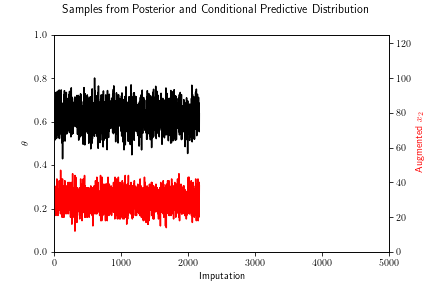 Samples from Posterior and Conditional Predictive Distribution
1.0
0.8
0.6
0.4
0.2
0.0
θ
120
100
80
60
40
20
0
Augmented x₂
0 1000 2000 3000 4000 5000
Imputation